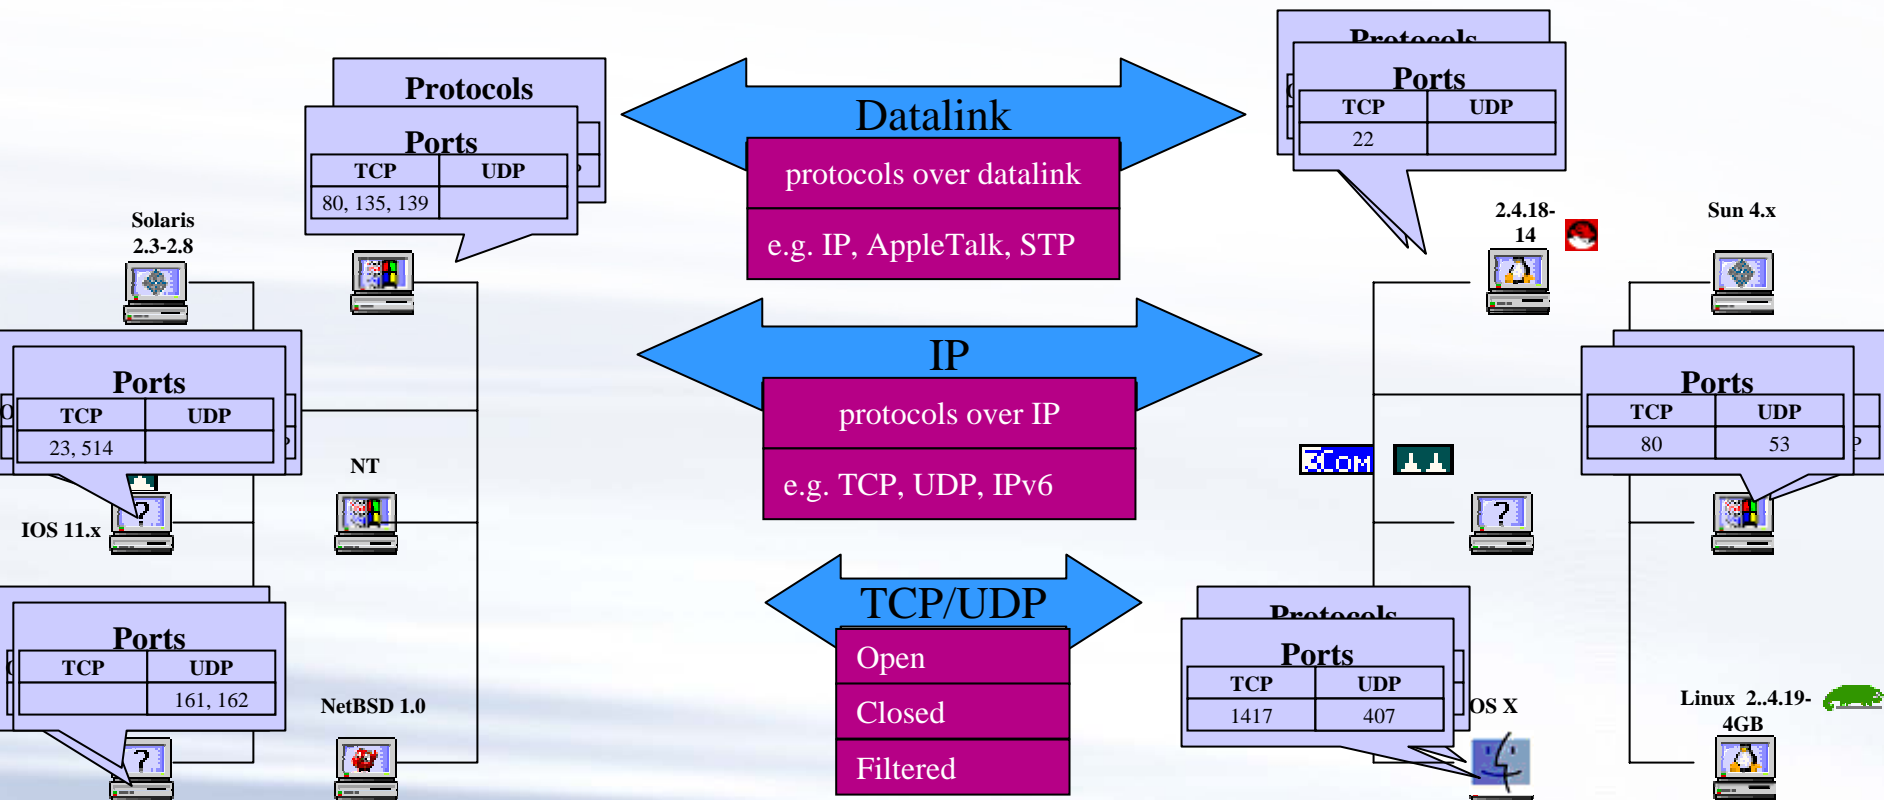 Protocols
Ports
TCP UDP
80, 135, 139
Solaris
2.3-2.8
Ports
TCP UDP
23, 514
IOS 11.x
NT
Ports
TCP UDP
161, 162
NetBSD 1.0
Datalink
protocols over datalink
e.g. IP, AppleTalk, STP
IP
protocols over IP
e.g. TCP, UDP, IPv6
TCP/UDP
Open
Closed
Filtered
Protocols
Ports
TCP UDP
22
2.4.18-
14
Sun 4.x
3Com
Ports
TCP UDP
80 53
?
?
?
Protocols
Ports
TCP UDP
1417 407
OS X
Linux 2..4.19-
4GB